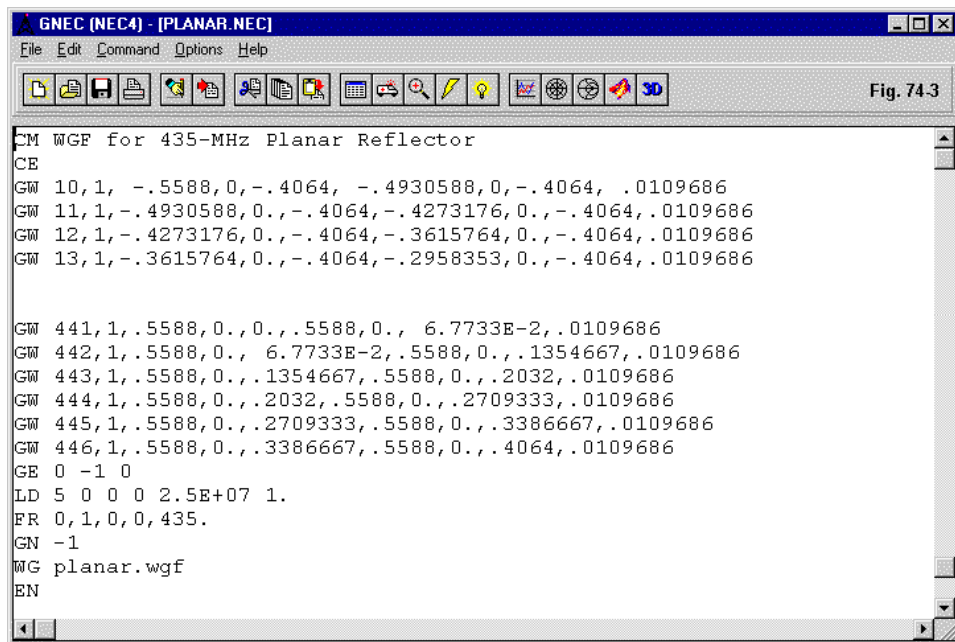 GNEC (NEC4) - [PLANAR.NEC]
File Edit Command Options Help
3D
Fig. 74-3
CM WGF for 435-MHz Planar Reflector
CE
GW 10,1, -.5588,0,-.4064, -.4930588,0,-.4064, .0109686
GW 11,1,-.4930588,0.,-.4064,-.4273176,0.,-.4064,.0109686
GW 12,1,-.4273176,0.,-.4064,-.3615764,0.,-.4064,.0109686
GW 13,1,-.3615764,0.,-.4064,-.2958353,0.,-.4064,.0109686
GW 441,1,.5588,0.,0.,.5588,0., 6.7733E-2,.0109686
GW 442,1,.5588,0., 6.7733E-2,.5588,0.,.1354667,.0109686
GW 443,1,.5588,0.,.1354667,.5588,0.,.2032,.0109686
GW 444,1,.5588,0.,.2032,.5588,0.,.2709333,.0109686
GW 445,1,.5588,0.,.2709333,.5588,0.,.3386667,.0109686
GW 446,1,.5588,0.,.3386667,.5588,0.,.4064,.0109686
GE 0 -1 0
LD 5 0 0 0 2.5E+07 1.
FR 0,1,0,0,435.
GN -1
WG planar.wgf
EN